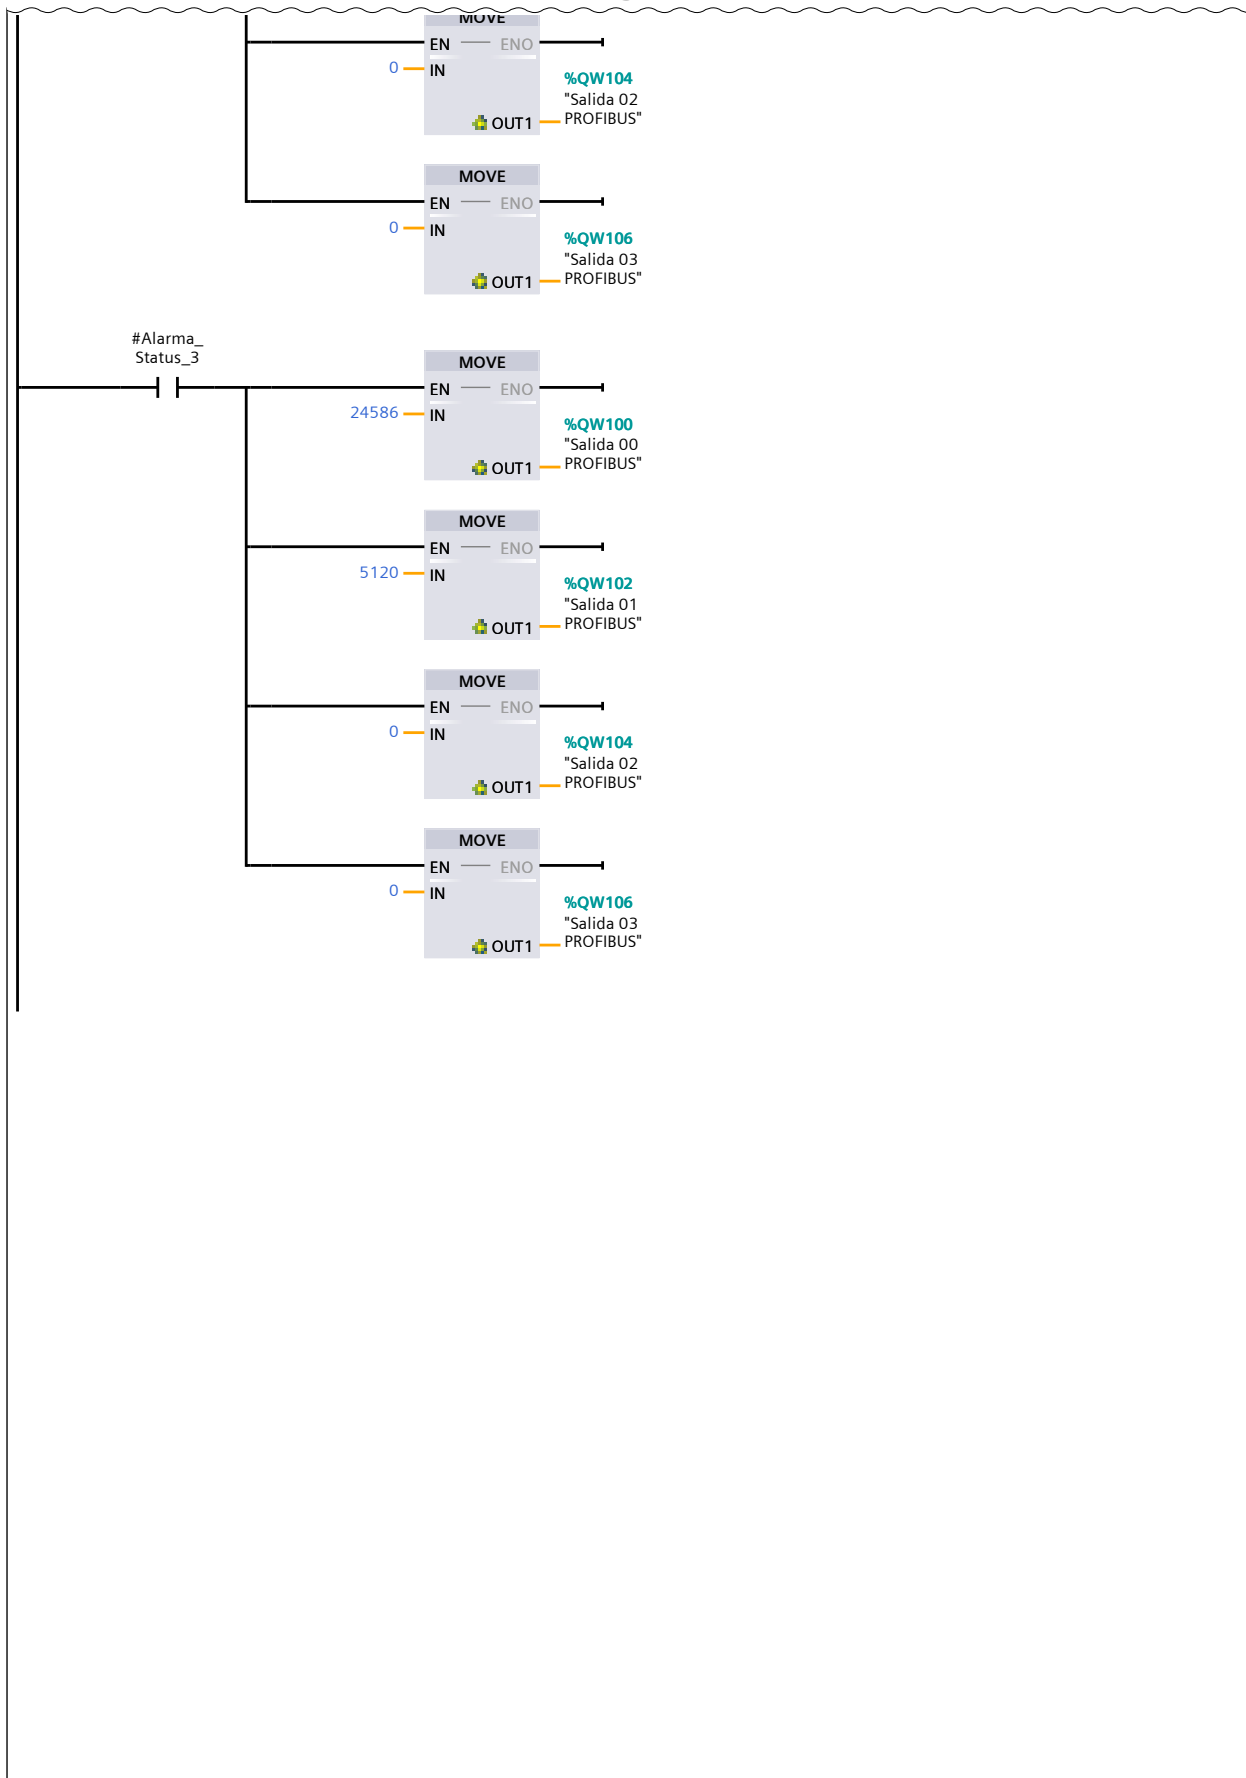 MOVE
EN ENO
0 IN
%QW104
"Salida 02
PROFIBUS"
OUT1
MOVE
EN ENO
0 IN
%QW106
"Salida 03
PROFIBUS"
OUT1
#Alarma_
Status_3
MOVE
EN ENO
24586 IN
%QW100
"Salida 00
PROFIBUS"
OUT1
MOVE
EN ENO
5120 IN
%QW102
"Salida 01
PROFIBUS"
OUT1
MOVE
EN ENO
0 IN
%QW104
"Salida 02
PROFIBUS"
OUT1
MOVE
EN ENO
0 IN
%QW106
"Salida 03
PROFIBUS"
OUT1